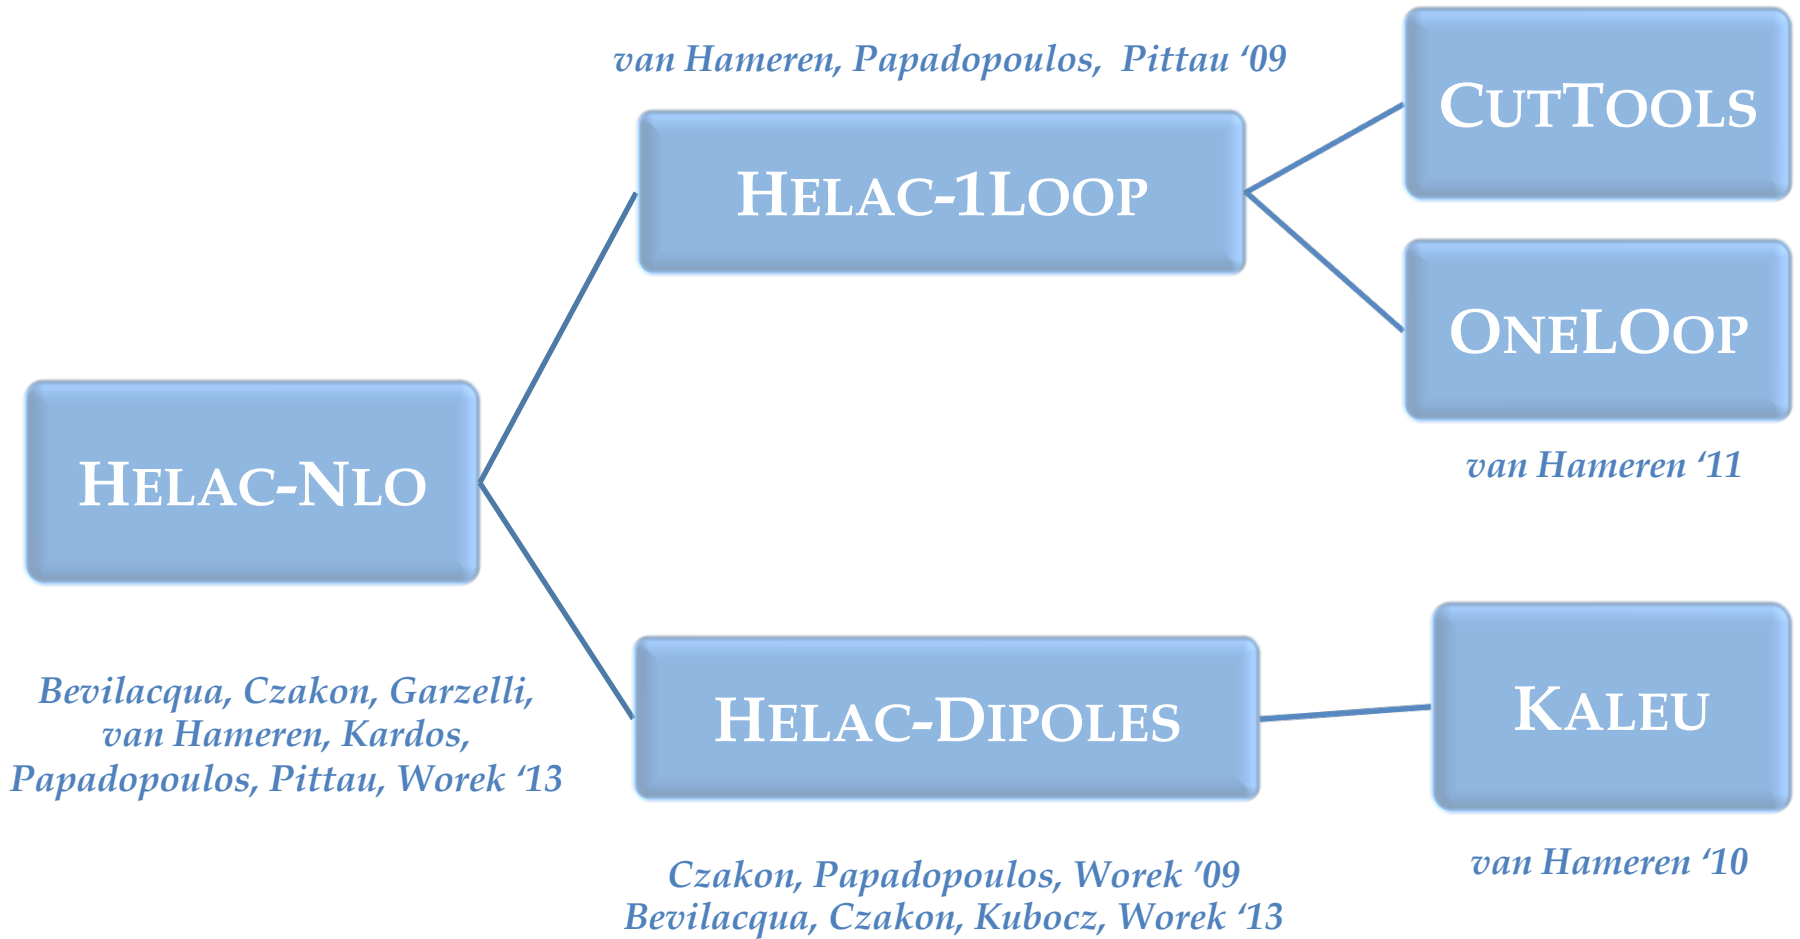 van Hameren, Papadopoulos,  Pittau ‘09
CUTTOOLS
HELAC-1LOOP
ONELOOP
van Hameren ‘11
HELAC-NLO
Bevilacqua, Czakon, Garzelli,
van Hameren, Kardos,
Papadopoulos, Pittau, Worek ‘13
HELAC-DIPOLES
KALEU
van Hameren ‘10
Czakon, Papadopoulos, Worek ’09
Bevilacqua, Czakon, Kubocz, Worek ‘13